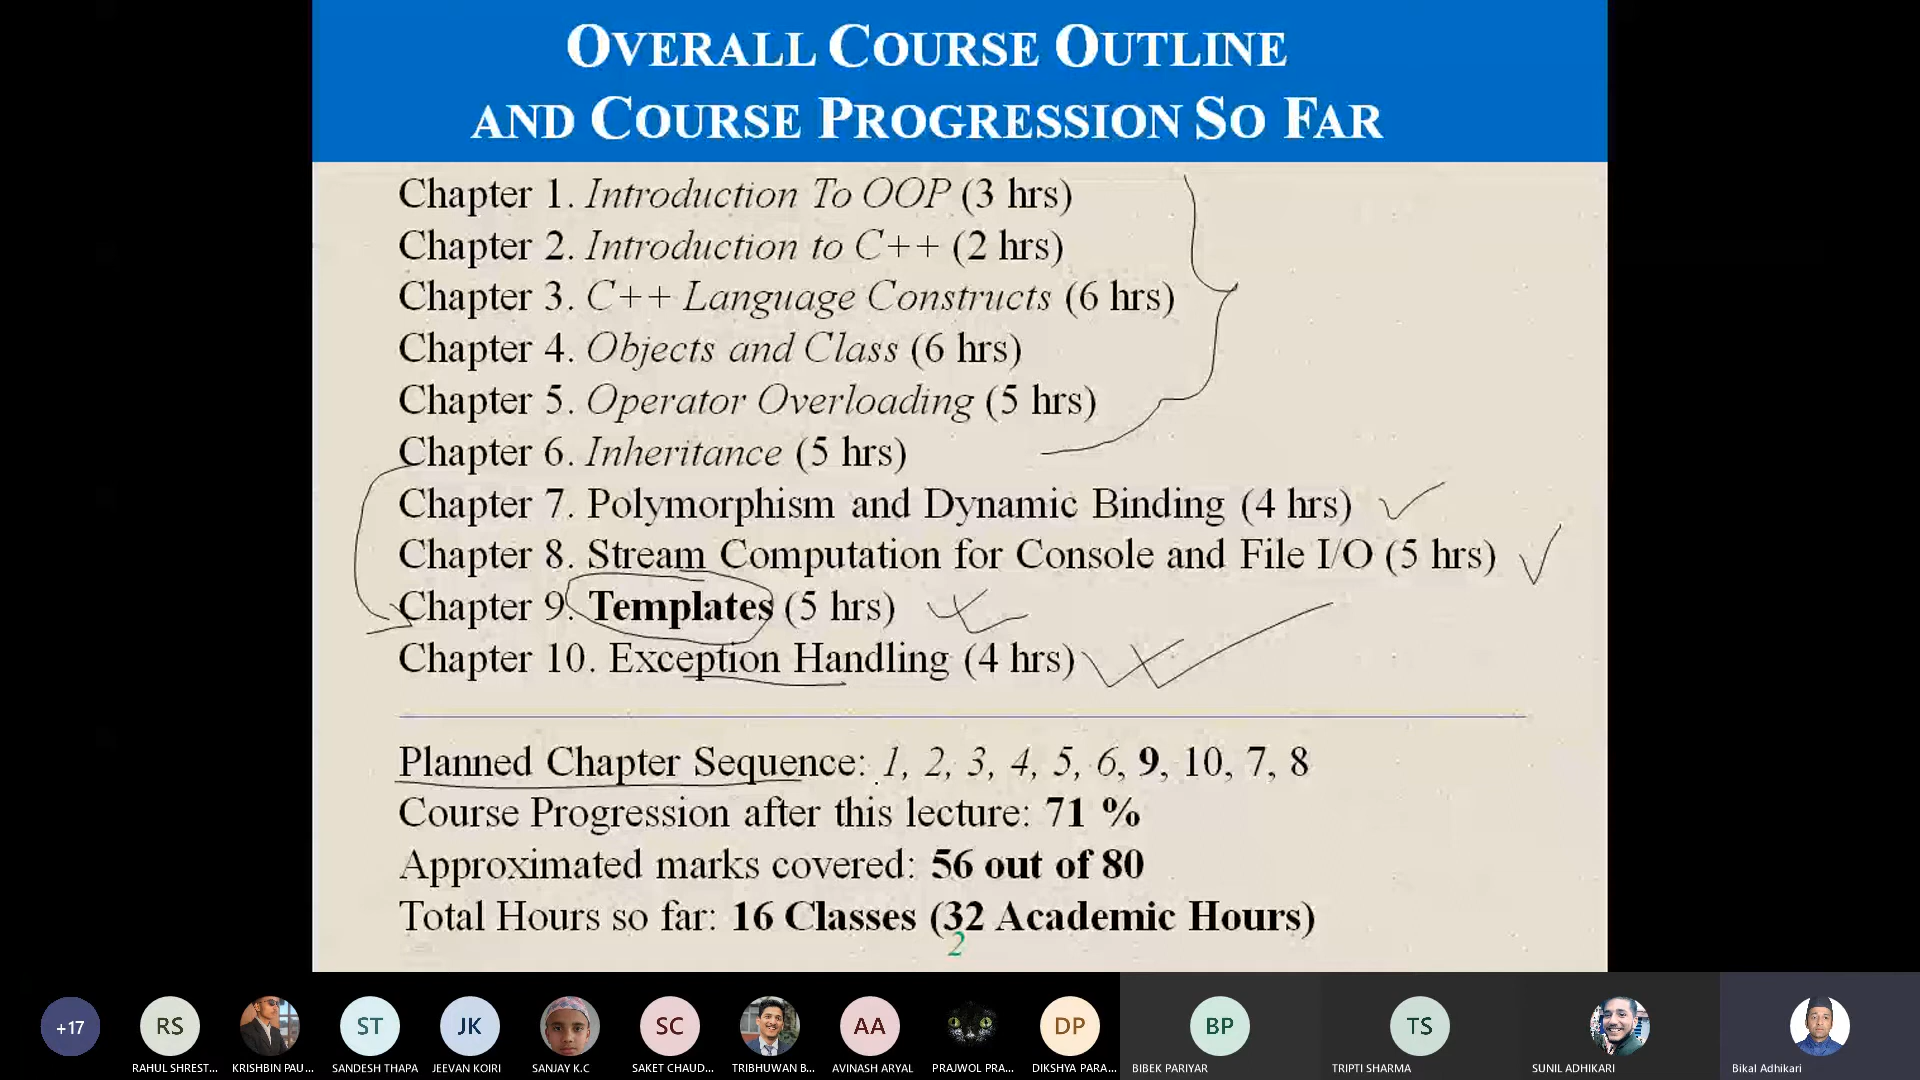 OVERALL COURSE OUTLINE
AND COURSE PROGRESSION SO FAR
Chapter 1. Introduction To OOP (3 hrs)
Chapter 2. Introduction to C++ (2 hrs)
Chapter 3. C++ Language Constructs (6 hrs)
Chapter 4. Objects and Class (6 hrs)
Chapter 5. Operator Overloading (5 hrs)
Chapter 6. Inheritance (5 hrs)
Chapter 7. Polymorphism and Dynamic Binding (4 hrs)
Chapter 8. Stream Computation for Console and File I/O (5 hrs)
Chapter 9. Templates (5 hrs)
Chapter 10. Exception Handling (4 hrs)
Planned Chapter Sequence: 1, 2, 3, 4, 5, 6, 9, 10, 7, 8
Course Progression after this lecture: 71 %
Approximated marks covered: 56 out of 80
Total Hours so far: 16 Classes (32 Academic Hours)
2
+17 RS ST JK SC AA DP BP TS
RAHUL SHREST... KRISHBIN PAU... SANDESH THAPA JEEVAN KOIRI SANJAY K.C SAKET CHAUD... TRIBHUWAN B... AVINASH ARYAL PRAJWOL PRA... DIKSHYA PARA... BIBEK PARIYAR TRIPTI SHARMA SUNIL ADHIKARI Bikal Adhikari